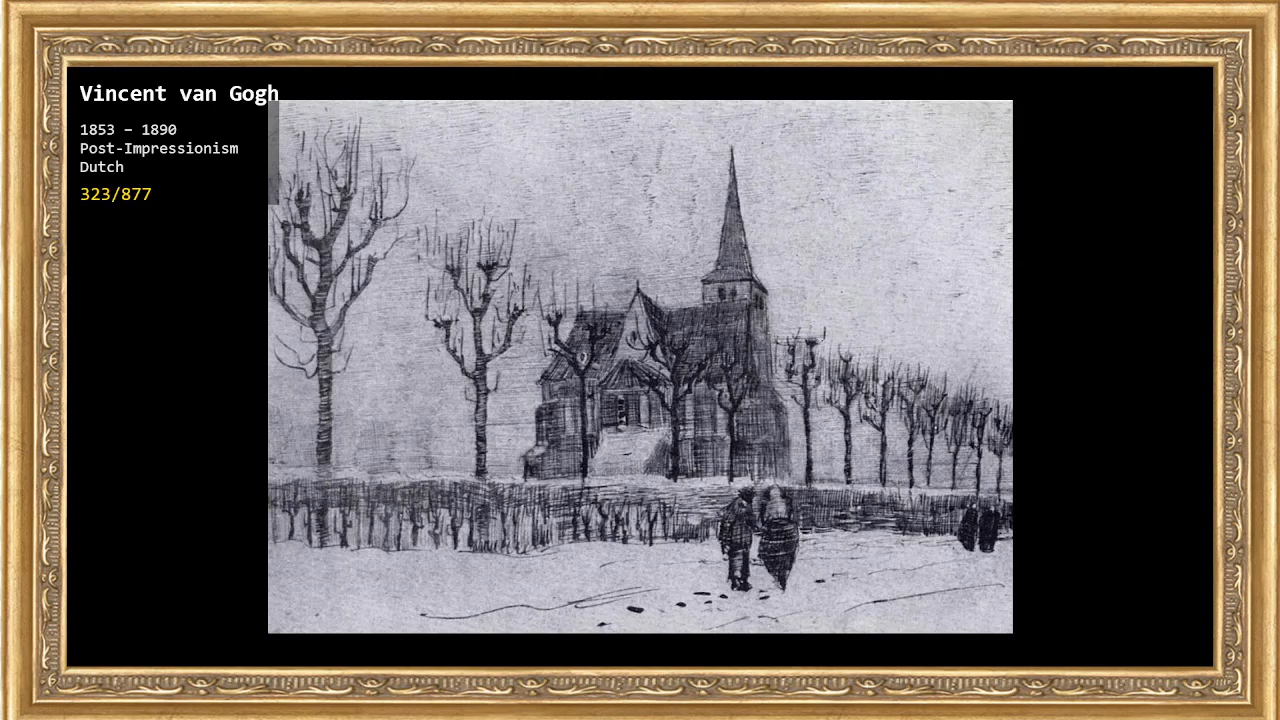 Vincent van Gogh
1853 – 1890
Post-Impressionism
Dutch
323/877